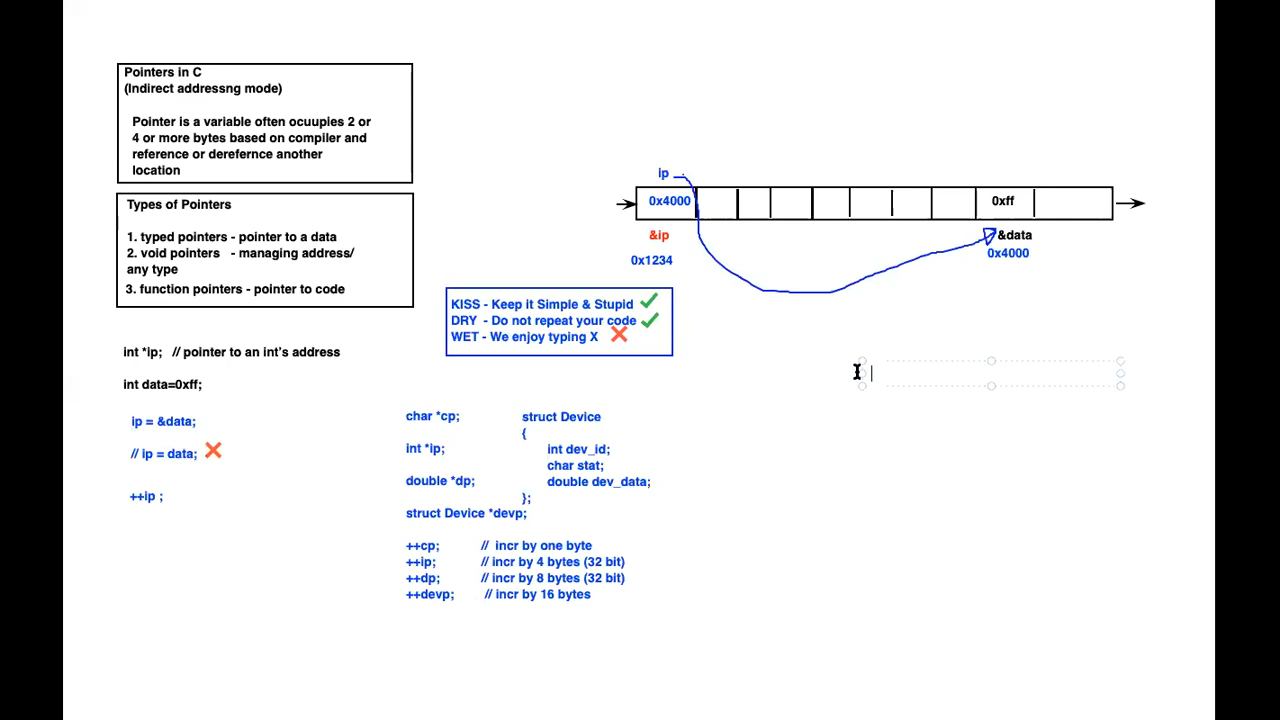 Pointers in C
(Indirect addressng mode)
Pointer is a variable often ocuupies 2 or
4 or more bytes based on compiler and
reference or derefernce another
location
Types of Pointers
1. typed pointers - pointer to a data
2. void pointers - managing address/
any type
3. function pointers - pointer to code
ip
0x4000
0xff
&ip
&data
0x1234
0x4000
KISS - Keep it Simple & Stupid
DRY - Do not repeat your code
WET - We enjoy typing X
int *ip; // pointer to an int's address
int data=0xff;
ip = &data;
// ip = data;
++ip ;
char *cp;
int *ip;
double *dp;
struct Device
{
int dev_id;
char stat;
double dev_data;
};
struct Device *devp;
++cp; // incr by one byte
++ip; // incr by 4 bytes (32 bit)
++dp; // incr by 8 bytes (32 bit)
++devp; // incr by 16 bytes